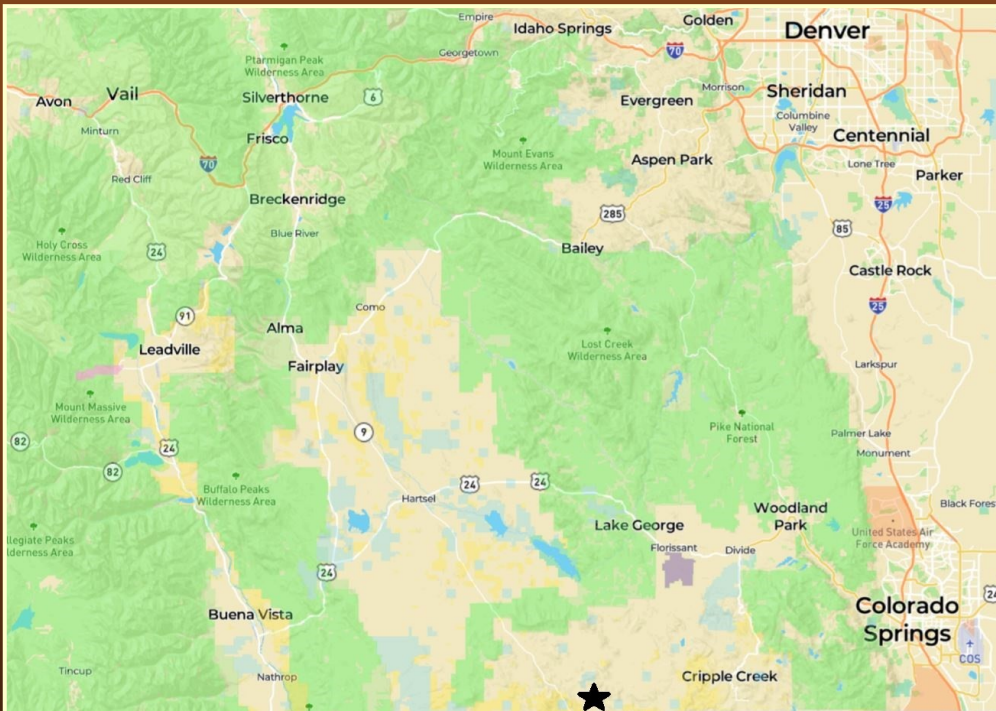 Empire
Idaho Springs
Golden
Denver
Georgetown
70
Ptarmigan Peak
Wilderness Area
Avon
Vail
Silverthorne
6
Evergreen
Morrison
Sheridan
Minturn
Frisco
Columbine
Valley
Centennial
70
Mount Evans
Wilderness Area
Aspen Park
Lone Tree
Parker
Red Cliff
Breckenridge
285
25
Blue River
85
Holy Cross
Wilderness Area
24
Bailey
Castle Rock
91
Como
25
Alma
Leadville
Lost Creek
Wilderness Area
Fairplay
Larkspur
Mount Massive
Wilderness Area
82
9
Pike National
Forest
Palmer Lake
24
Monument
82
Buffalo Peaks
Wilderness Area
24
24
Hartsel
Woodland
Park
Black Fores
llegiate Peaks
lderness Area
Lake George
United States Air
Force Academy
Florissant
Divide
24
24
Buena Vista
Colorado
Springs
COS
Tincup
Nathrop
Cripple Creek